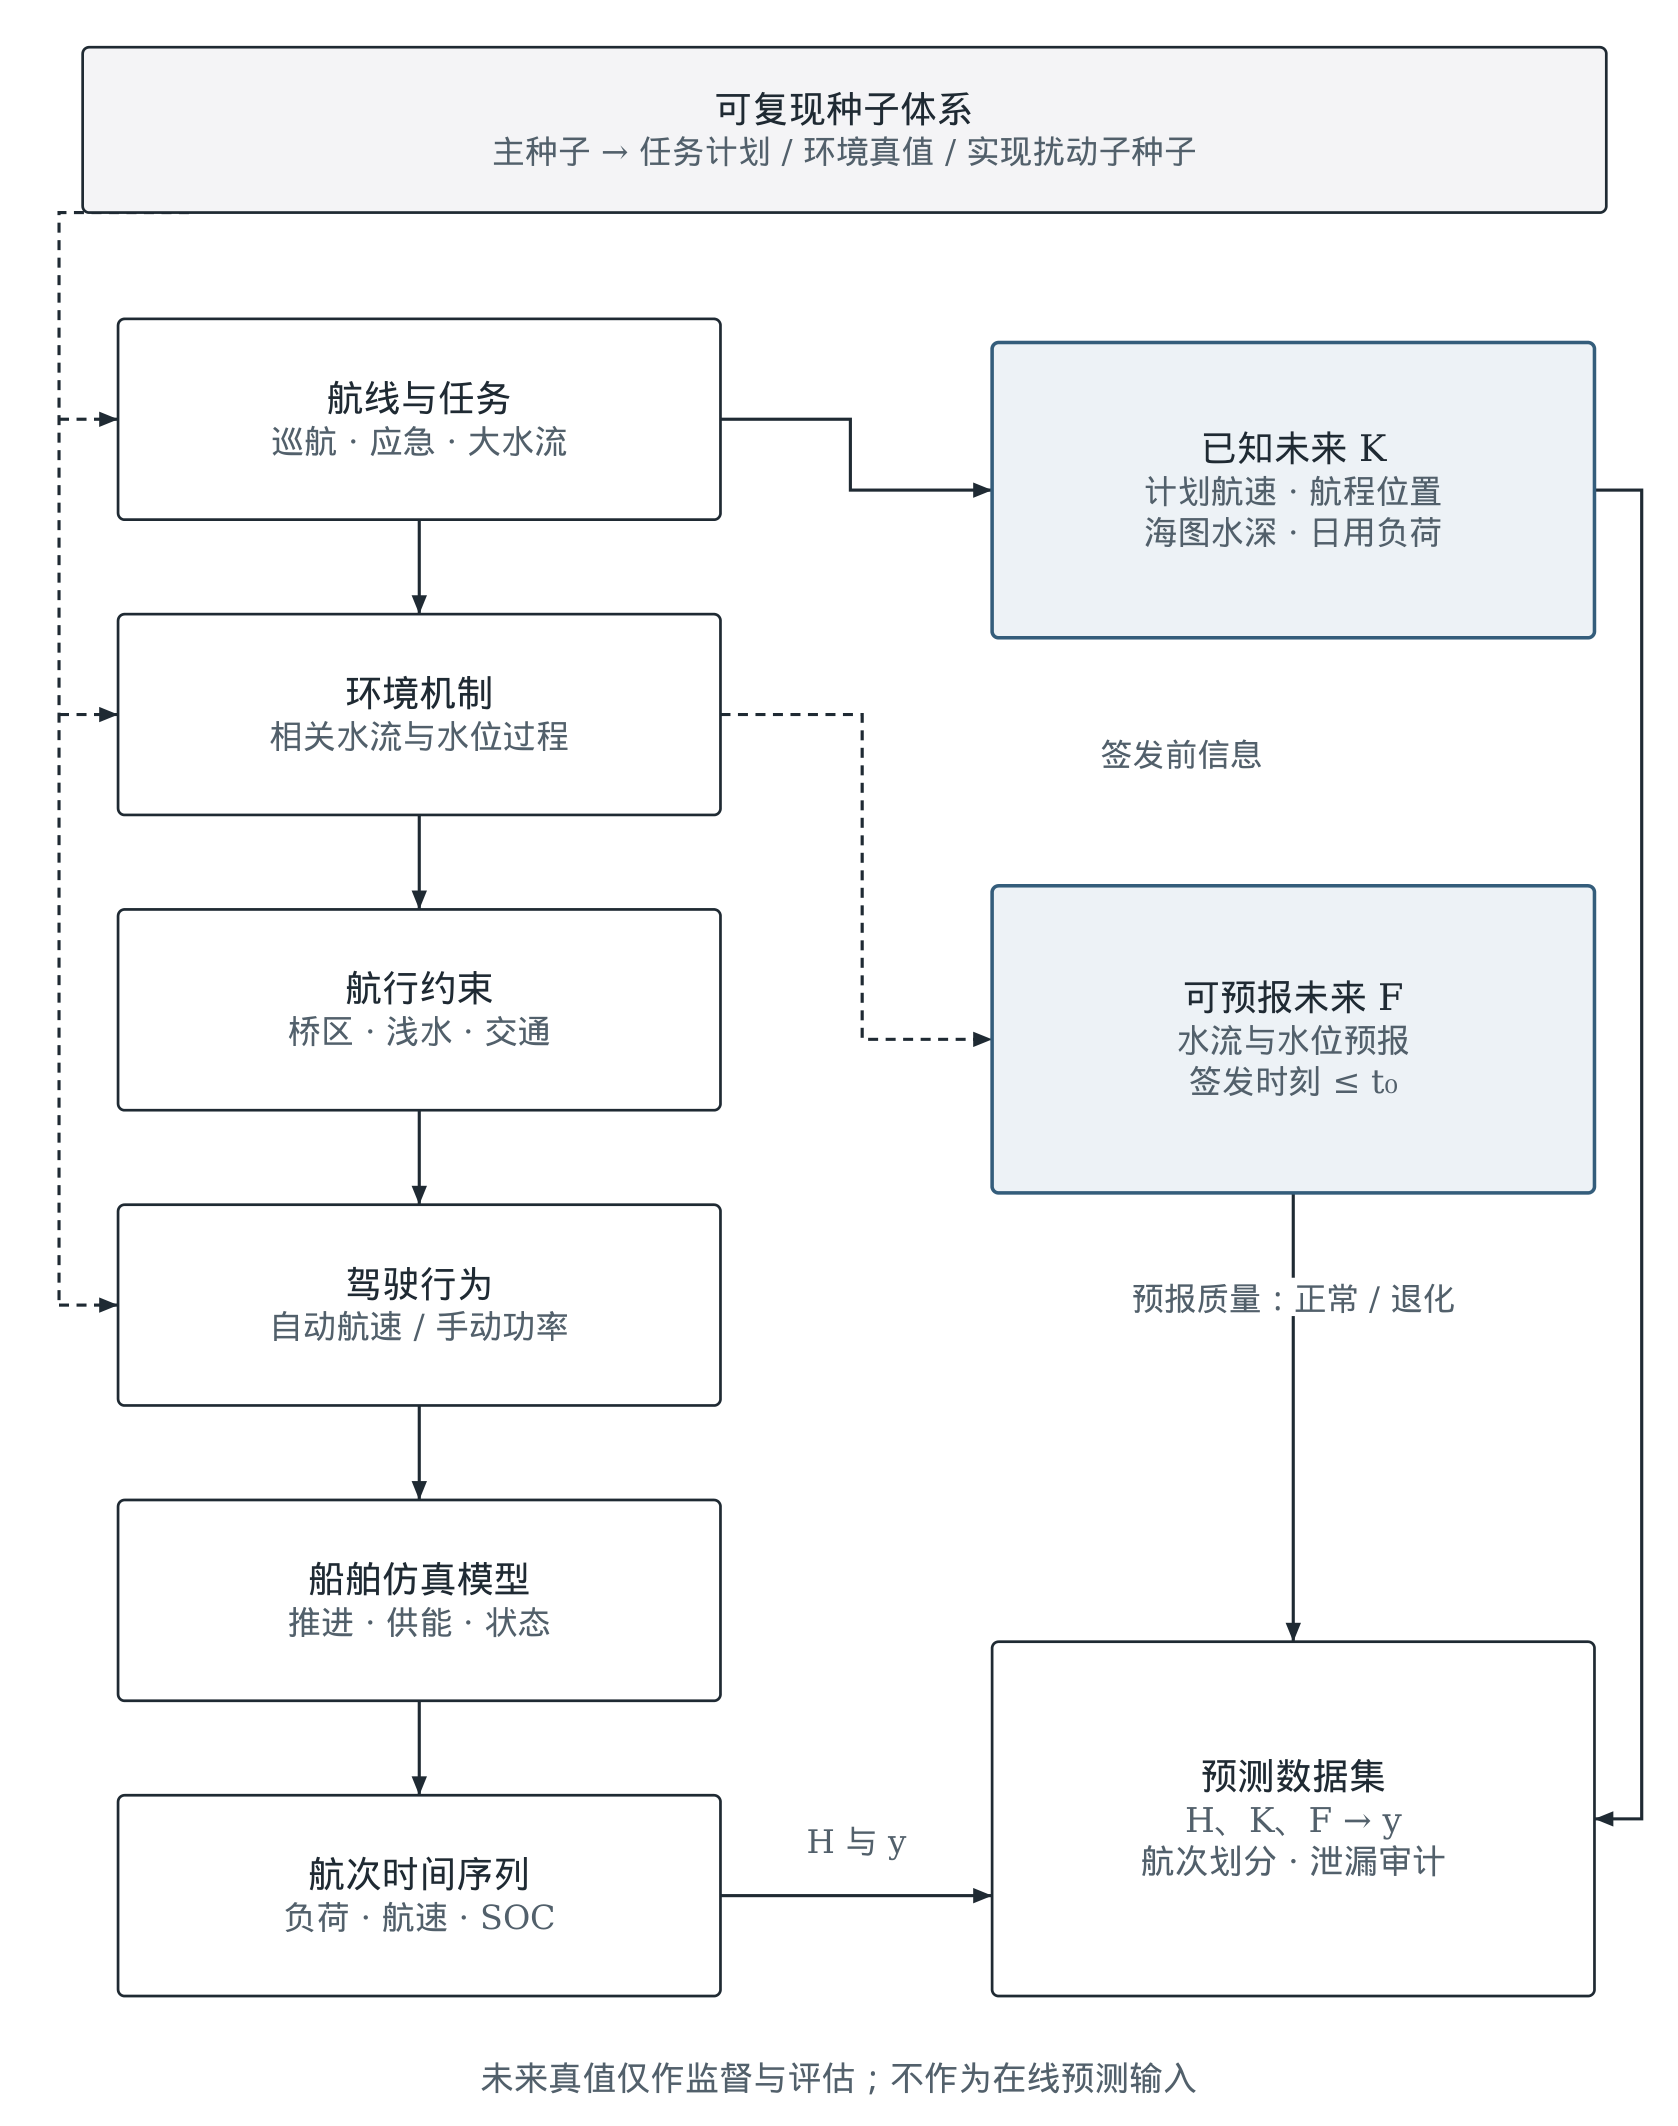 可复现种子体系
主种子 → 任务计划 / 环境真值 / 实现扰动子种子
航线与任务
巡航 · 应急 · 大水流
已知未来 K
计划航速 · 航程位置
海图水深 · 日用负荷
环境机制
相关水流与水位过程
签发前信息
航行约束
桥区 · 浅水 · 交通
可预报未来 F
水流与水位预报
签发时刻 ≤ t₀
驾驶行为
自动航速 / 手动功率
预报质量：正常 / 退化
船舶仿真模型
推进 · 供能 · 状态
预测数据集
H、K、F → y
航次划分 · 泄漏审计
H 与 y
航次时间序列
负荷 · 航速 · SOC
未来真值仅作监督与评估；不作为在线预测输入